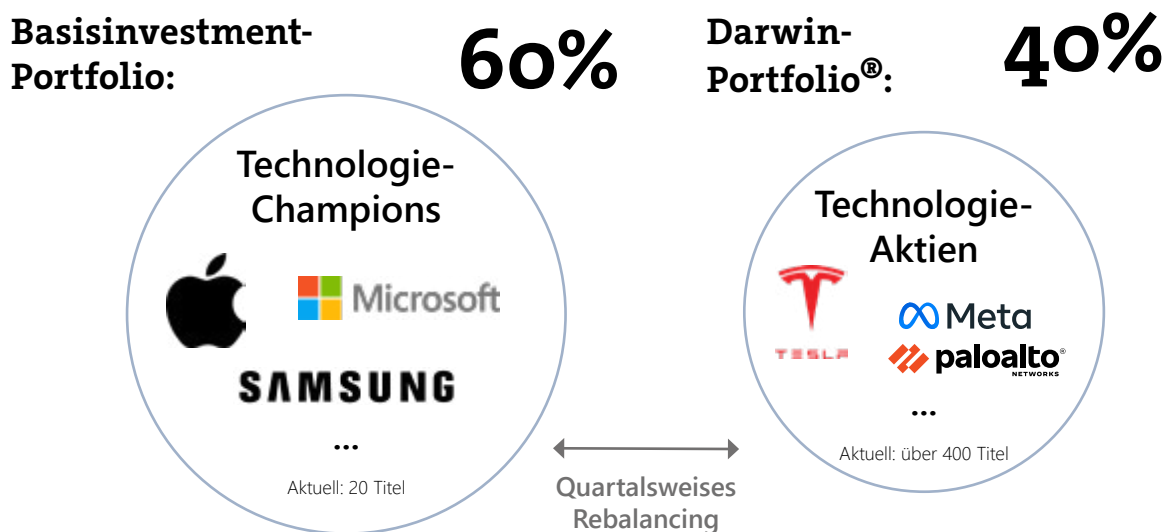 Basisinvestment-
Portfolio:
60%
Darwin-
Portfolio®:
40%
Technologie-
Champions
Microsoft
SAMSUNG
...
Aktuell: 20 Titel
Technologie-
Aktien
TESLA
Meta
paloalto®
NETWORKS
...
Aktuell: über 400 Titel
Quartalsweises
Rebalancing